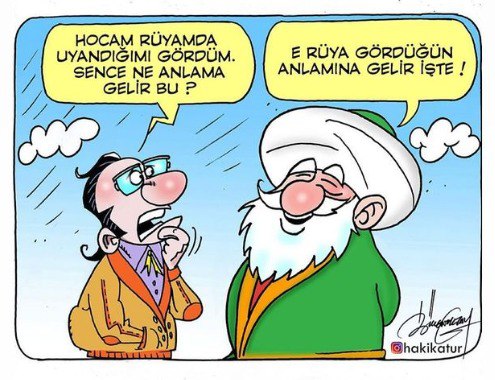 HOCAM RÜYAMDA
UYANDIĞIMI GÖRDÜM.
SENCE NE ANLAMA
GELİR BU ?
E RÜYA GÖRDÜĞÜN
ANLAMINA GELİR İŞTE !
@hakikatur